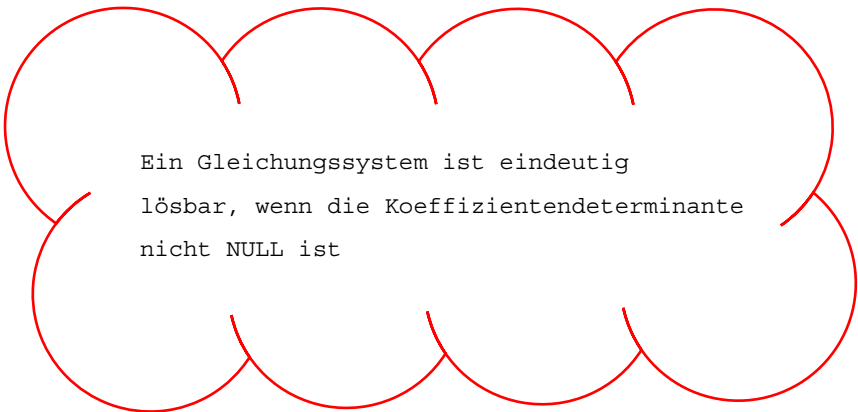 Ein Gleichungssystem ist eindeutig
lösbar, wenn die Koeffizientendeterminante
nicht NULL ist